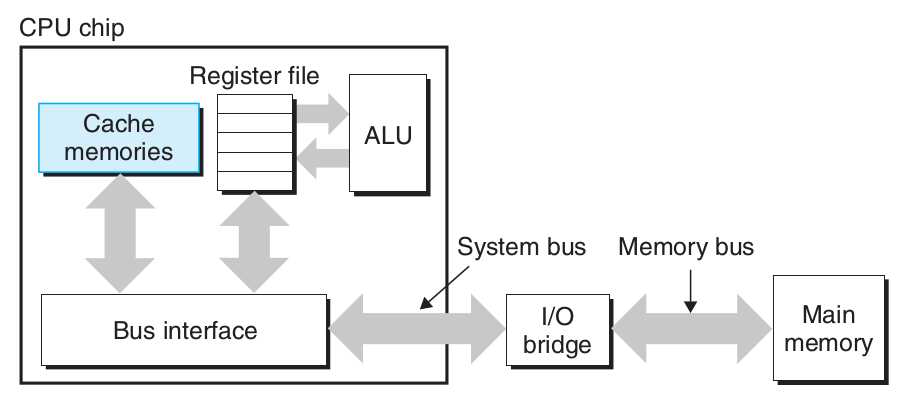 CPU chip
Register file
Cache
memories
ALU
System bus
Memory bus
Bus interface
I/O
bridge
Main
memory